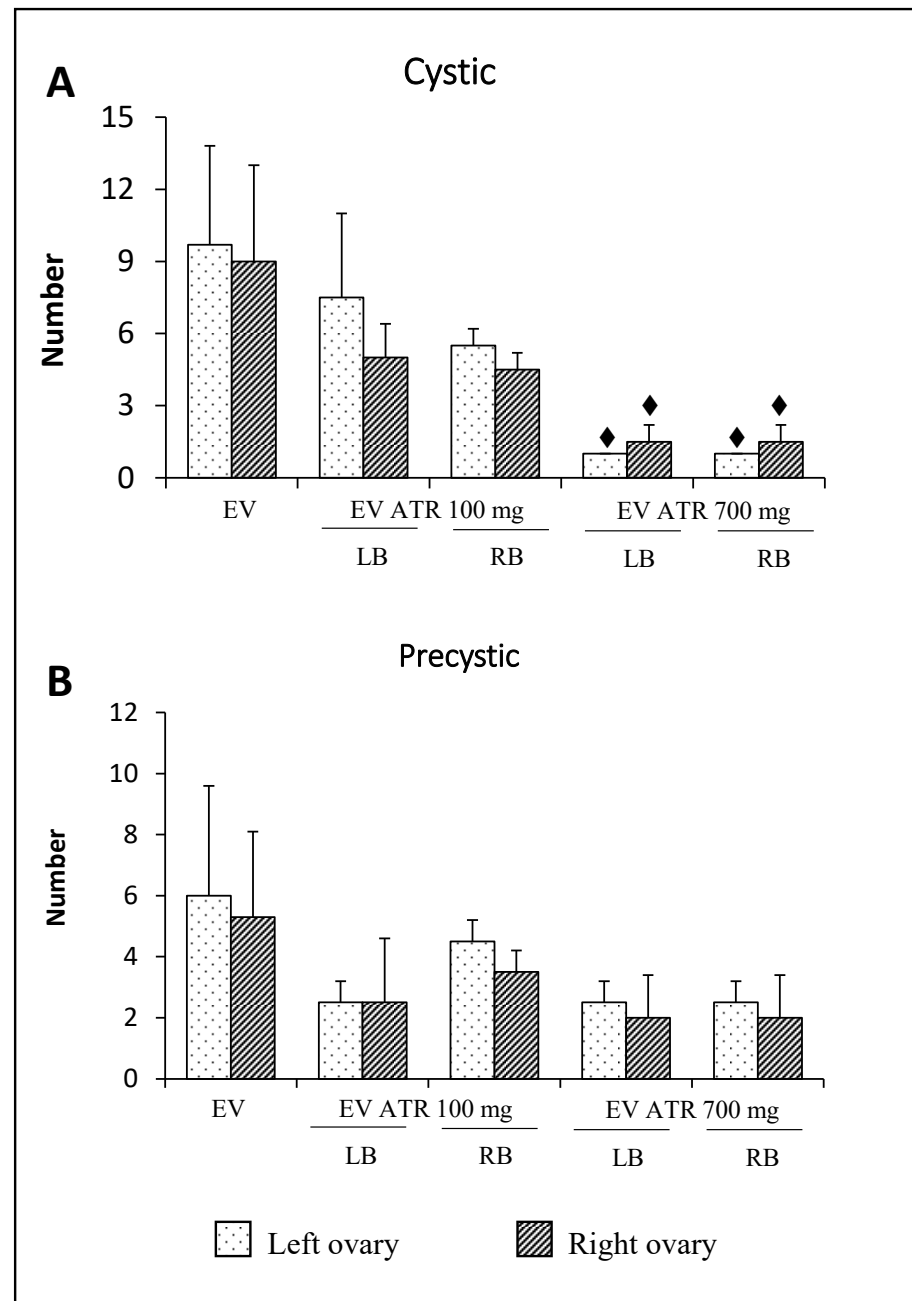 A
Cystic
15
12
9
6
3
0
Number
EV
EV ATR 100 mg
EV ATR 700 mg
LB
RB
LB
RB
B
Precystic
12
10
8
6
4
2
0
Number
EV
EV ATR 100 mg
EV ATR 700 mg
LB
RB
LB
RB
Left ovary
Right ovary